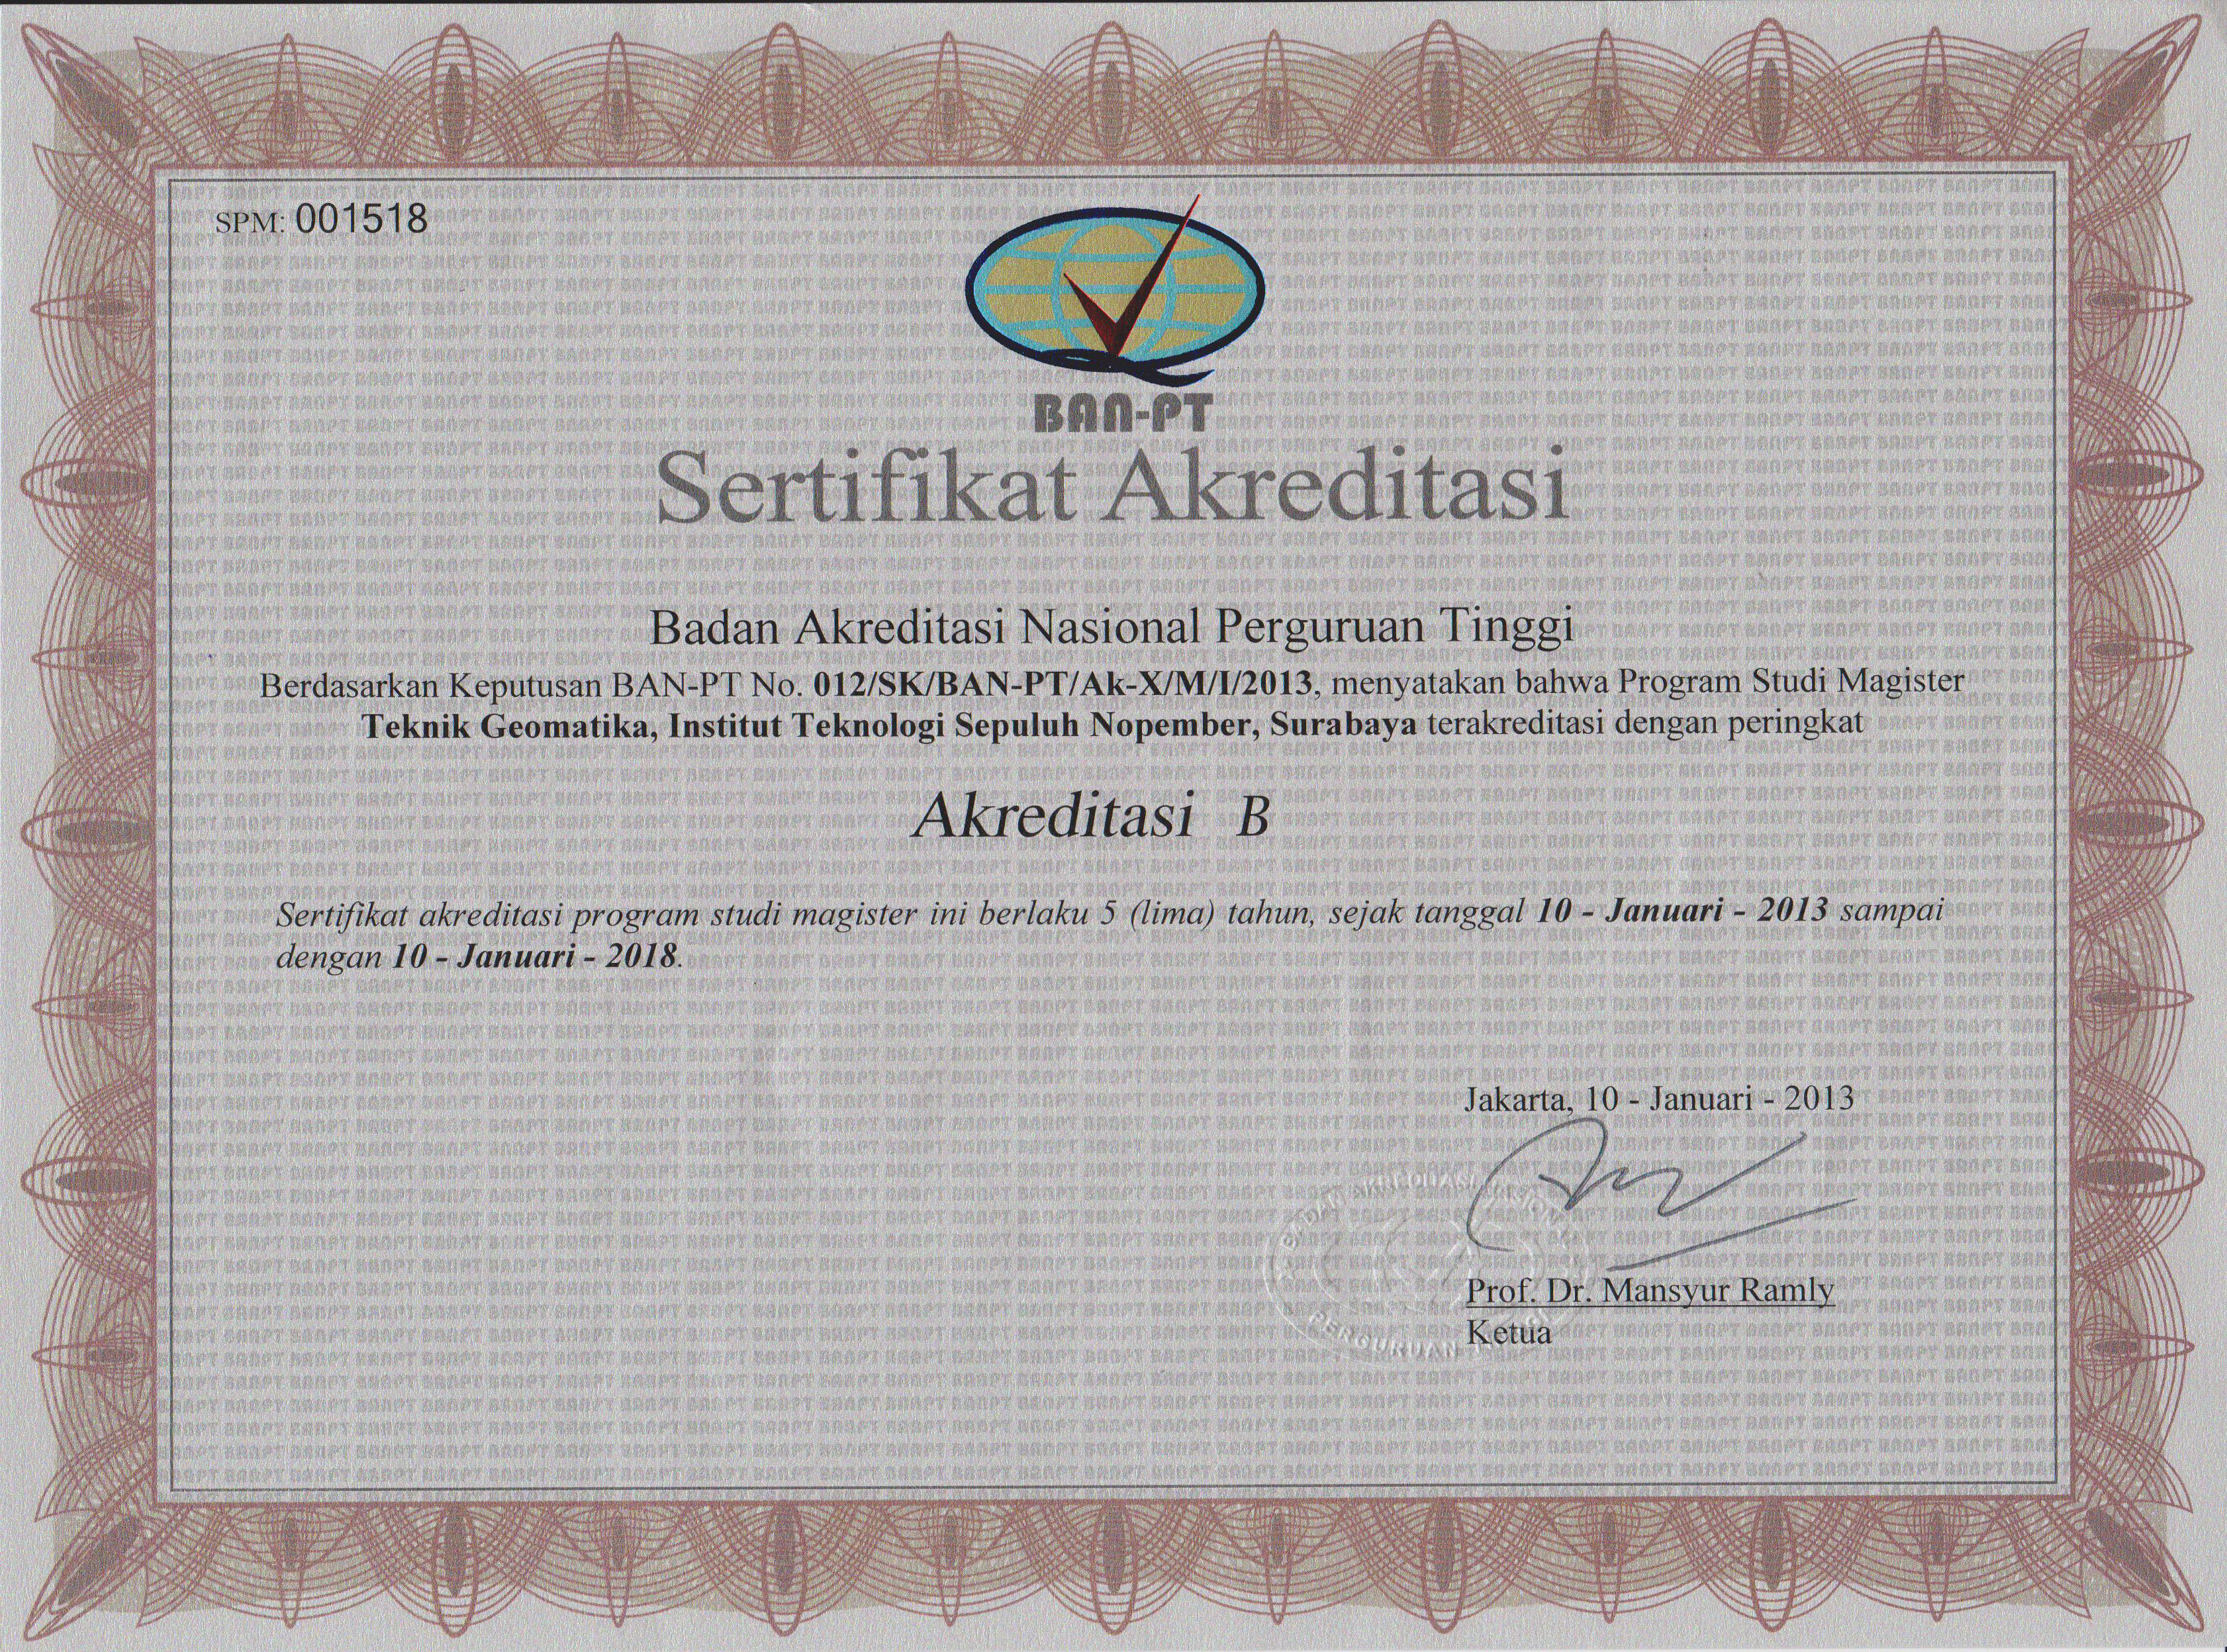 SPM: 001518
BAN-PT
Sertifikat Akreditasi
Badan Akreditasi Nasional Perguruan Tinggi
Berdasarkan Keputusan BAN-PT No. 012/SK/BAN-PT/Ak-X/M/I/2013, menyatakan bahwa Program Studi Magister
Teknik Geomatika, Institut Teknologi Sepuluh Nopember, Surabaya terakreditasi dengan peringkat
Akreditasi B
Sertifikat akreditasi program studi magister ini berlaku 5 (lima) tahun, sejak tanggal 10 - Januari - 2013 sampai
dengan 10 - Januari - 2018.
Jakarta, 10 - Januari - 2013
Prof. Dr. Mansyur Ramly
Ketua
PERGURUAN